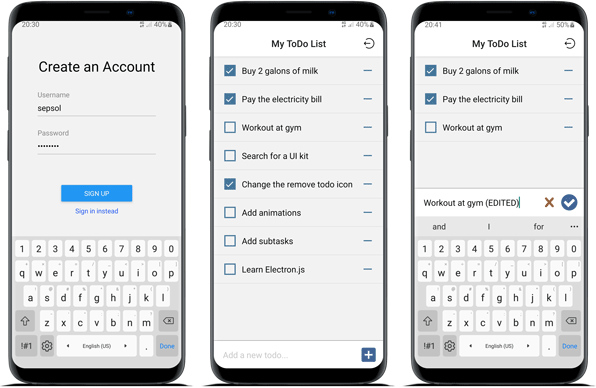 20:30
40%
Create an Account
Username
sepsol
Password
••••••••
SIGN UP
Sign in instead
1 2 3 4 5 6 7 8 9 0
q w e r t y u i o p
a s d f g h j k l
z x c v b n m
!#1 English (US) . Done
20:30
40%
My ToDo List
Buy 2 galons of milk
Pay the electricity bill
Workout at gym
Search for a UI kit
Change the remove todo icon
Add animations
Add subtasks
Learn Electron.js
Add a new todo...
20:41
50%
My ToDo List
Buy 2 galons of milk
Pay the electricity bill
Workout at gym
Workout at gym (EDITED)
and I for ...
1 2 3 4 5 6 7 8 9 0
q w e r t y u i o p
a s d f g h j k l
z x c v b n m
!#1 English (US) . Done